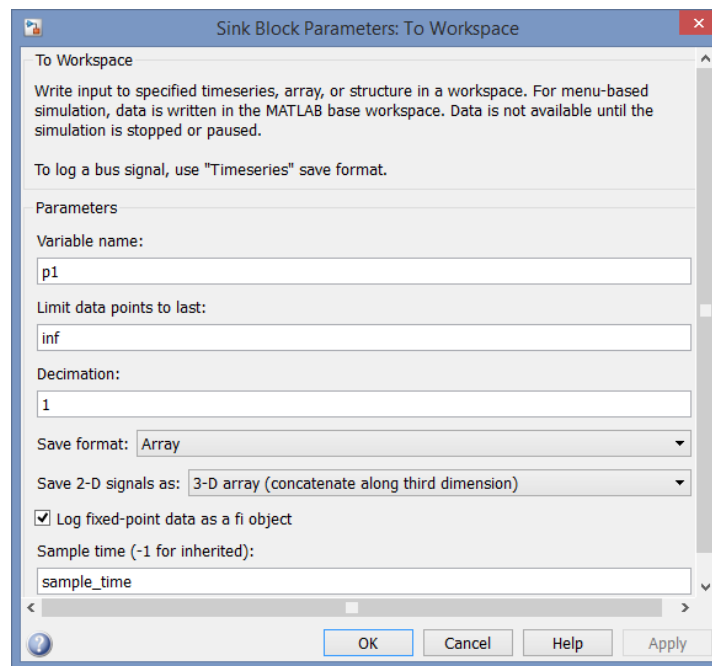 Sink Block Parameters: To Workspace
To Workspace
Write input to specified timeseries, array, or structure in a workspace. For menu-based
simulation, data is written in the MATLAB base workspace. Data is not available until the
simulation is stopped or paused.
To log a bus signal, use "Timeseries" save format.
Parameters
Variable name:
p1
Limit data points to last:
inf
Decimation:
1
Save format: Array
Save 2-D signals as: 3-D array (concatenate along third dimension)
Log fixed-point data as a fi object
Sample time (-1 for inherited):
sample_time
OK Cancel Help Apply